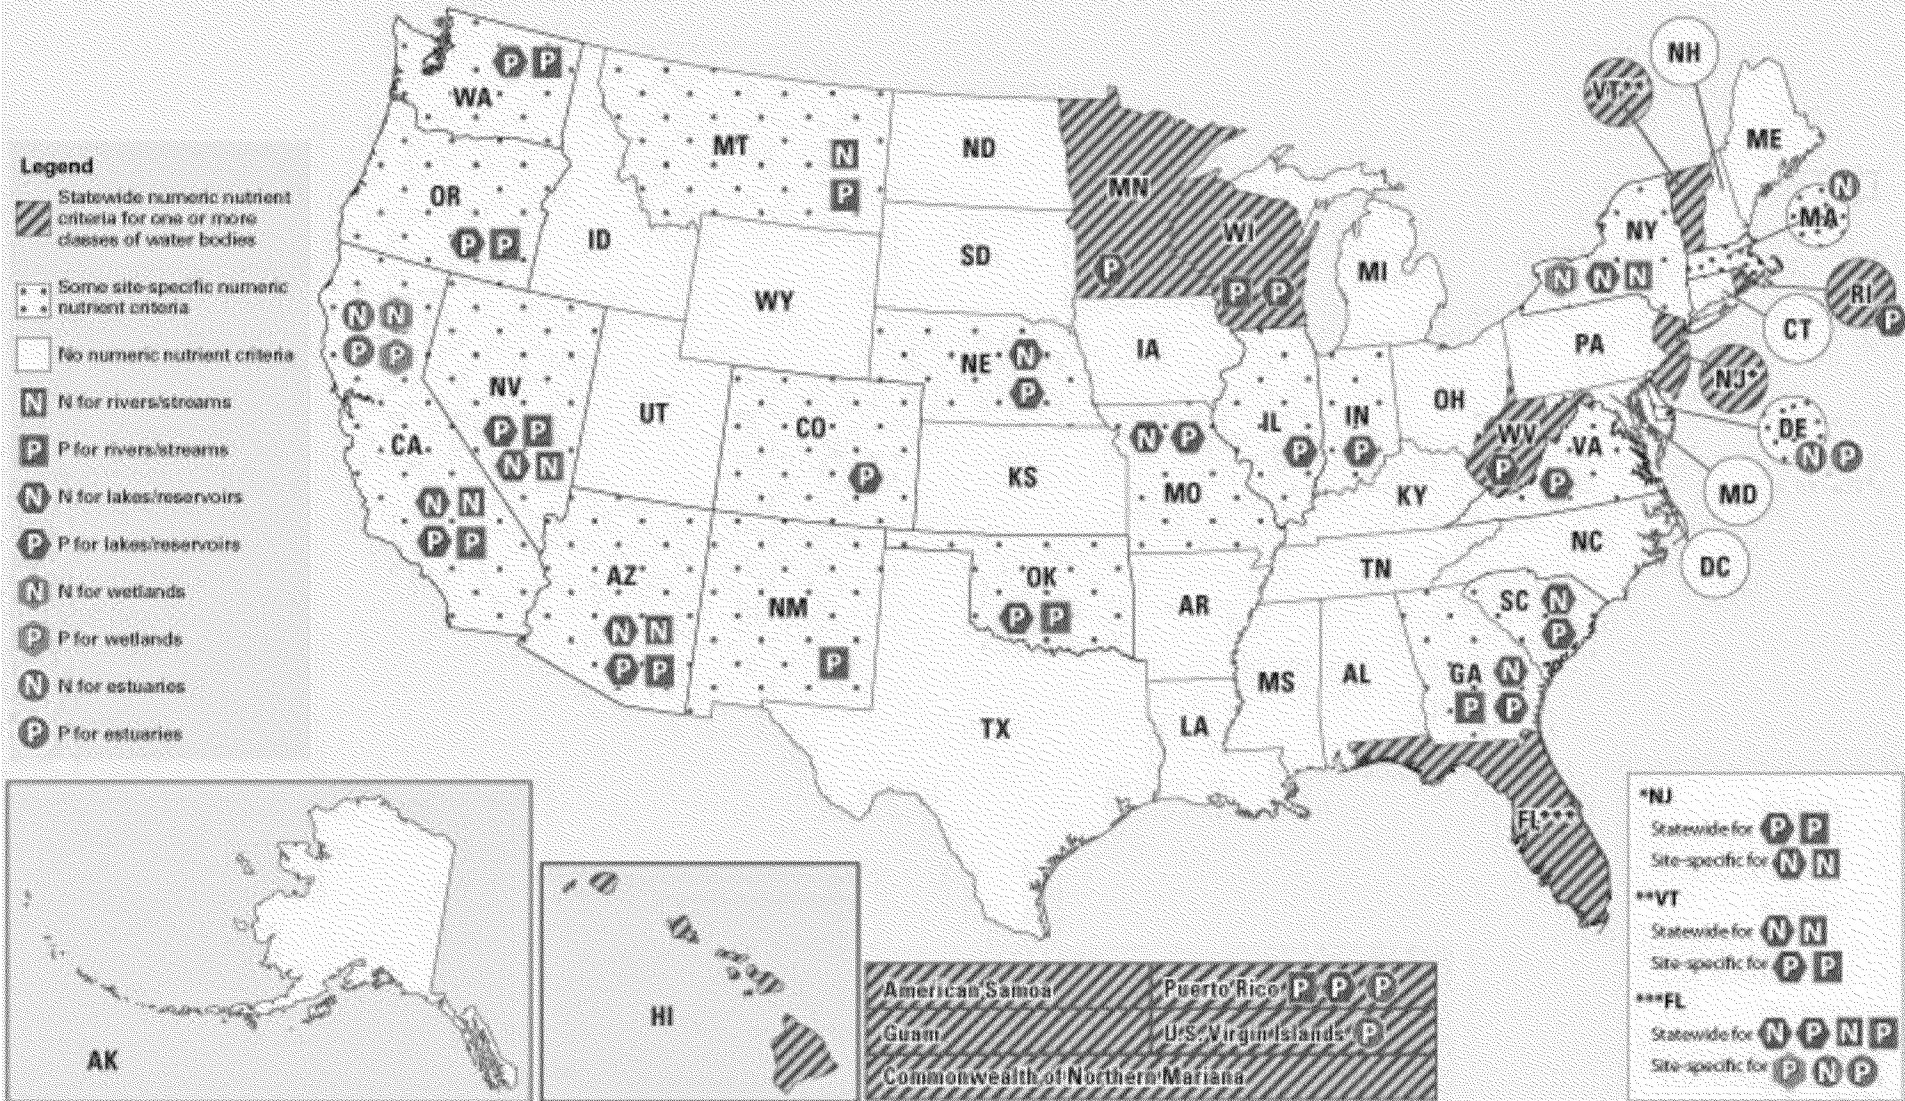 Legend
Statewide numeric nutrient
criteria for one or more
classes of water bodies
Some site-specific numeric
nutrient criteria
No numeric nutrient criteria
N N for rivers/streams
P P for rivers/streams
N N for lakes/reservoirs
P P for lakes/reservoirs
N N for wetlands
P P for wetlands
N N for estuaries
P P for estuaries
WA P P
OR P P
CA N N P P
N N P P
NV P P N N
ID
MT N P
WY
UT
CO P
AZ N N P P
NM P
ND
SD
NE N P
KS
OK P P
TX
MN P
IA
MO N P
AR
LA
WI P P
IL P
IN P
MI
OH
KY
TN
MS
AL
GA N P P
SC N P
NC
VA P
WV P
PA
NY N N N
VT**
NH
ME
MA N
RI P
CT
NJ*
DE N P
MD
DC
FL***
AK
HI
American Samoa
Puerto Rico P P P
Guam
U.S. Virgin Islands P
Commonwealth of Northern Mariana
*NJ
Statewide for P P
Site-specific for N N
**VT
Statewide for N N
Site-specific for P P
***FL
Statewide for N P N P
Site-specific for P N P